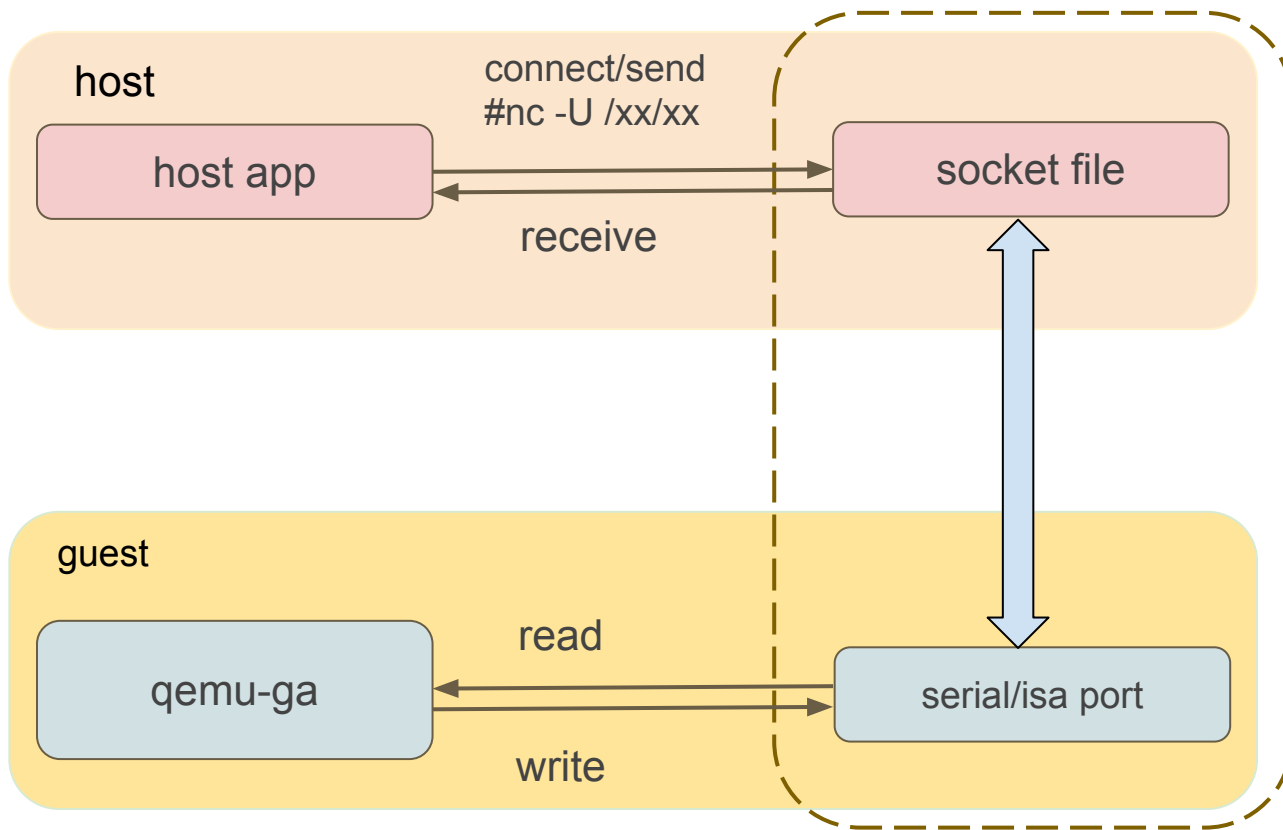 host
connect/send
#nc -U /xx/xx
host app
socket file
receive
guest
read
qemu-ga
serial/isa port
write